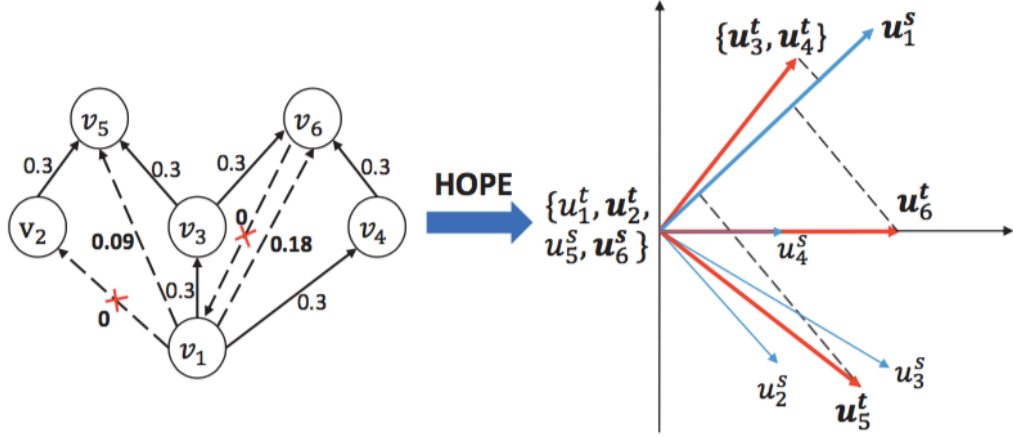 {𝒖₃ᵗ, 𝒖₄ᵗ}
𝒖₁ˢ
v₅
v₆
0.3
0.3
0.3
0.3
v₂
0.09
v₃
0
0.18
v₄
HOPE
{u₁ᵗ, 𝒖₂ᵗ,
u₅ˢ, 𝒖₆ˢ}
𝒖₆ᵗ
u₄ˢ
0
0.3
0.3
v₁
u₂ˢ
u₃ˢ
𝒖₅ᵗ